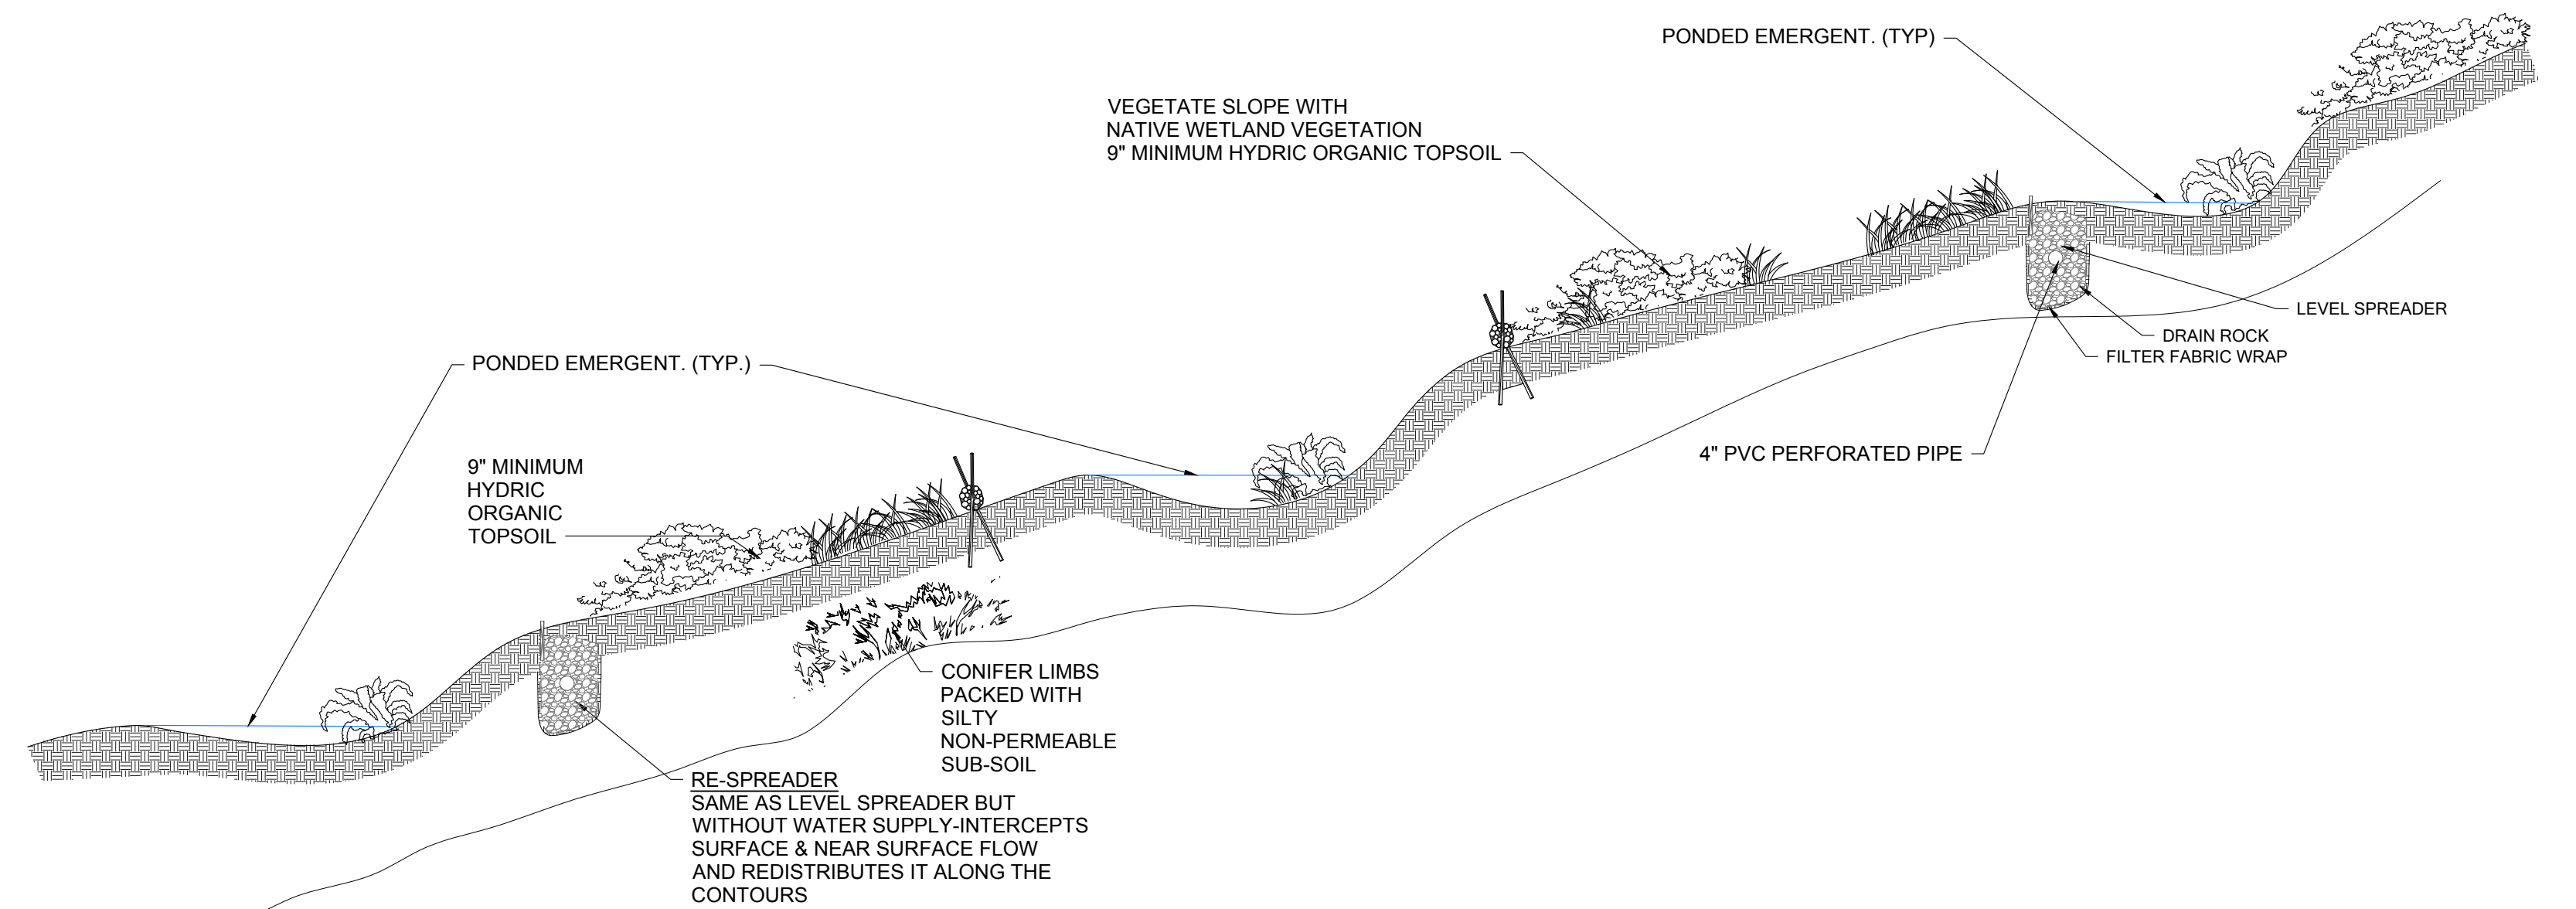 PONDED EMERGENT. (TYP)
VEGETATE SLOPE WITH
NATIVE WETLAND VEGETATION
9" MINIMUM HYDRIC ORGANIC TOPSOIL
LEVEL SPREADER
DRAIN ROCK
FILTER FABRIC WRAP
4" PVC PERFORATED PIPE
PONDED EMERGENT. (TYP.)
9" MINIMUM
HYDRIC
ORGANIC
TOPSOIL
CONIFER LIMBS
PACKED WITH
SILTY
NON-PERMEABLE
SUB-SOIL
RE-SPREADER
SAME AS LEVEL SPREADER BUT
WITHOUT WATER SUPPLY-INTERCEPTS
SURFACE & NEAR SURFACE FLOW
AND REDISTRIBUTES IT ALONG THE
CONTOURS